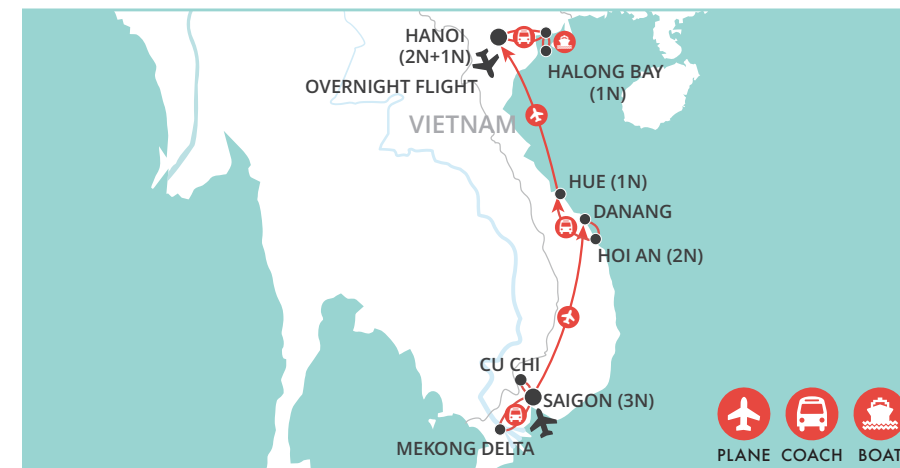 HANOI
(2N+1N)
OVERNIGHT FLIGHT
HALONG BAY
(1N)
VIETNAM
HUE (1N)
DANANG
HOI AN (2N)
CU CHI
SAIGON (3N)
MEKONG DELTA
PLANE COACH BOAT